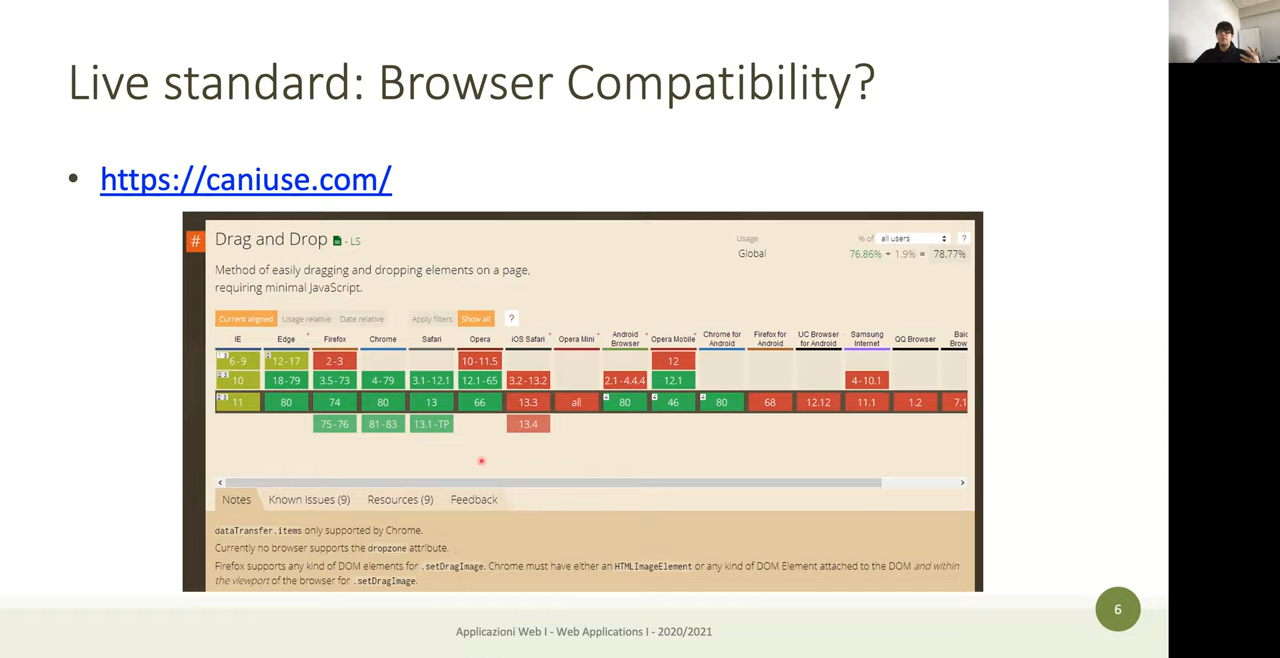 Live standard: Browser Compatibility?
• https://caniuse.com/
# Drag and Drop - LS
Usage % of all users ?
Global 76.86% + 1.9% = 78.77%
Method of easily dragging and dropping elements on a page,
requiring minimal JavaScript.
Current aligned Usage relative Date relative Apply filters Show all ?
IE Edge * Firefox Chrome Safari Opera iOS Safari * Opera Mini * Android Browser * Opera Mobile * Chrome for Android Firefox for Android UC Browser for Android Samsung Internet QQ Browser
6-9 12-17 2-3 10-11.5 12
10 18-79 3.5-73 4-79 3.1-12.1 12.1-65 3.2-13.2 2.1-4.4.4 12.1 4-10.1
11 80 74 80 13 66 13.3 all 80 46 80 68 12.12 11.1 1.2 7.1
75-76 81-83 13.1-TP 13.4
Notes Known issues (9) Resources (9) Feedback
dataTransfer.items only supported by Chrome.
Currently no browser supports the dropzone attribute.
Firefox supports any kind of DOM elements for .setDragImage. Chrome must have either an HTMLImageElement or any kind of DOM Element attached to the DOM and within
the viewport of the browser for .setDragImage.
6
Applicazioni Web I - Web Applications I - 2020/2021